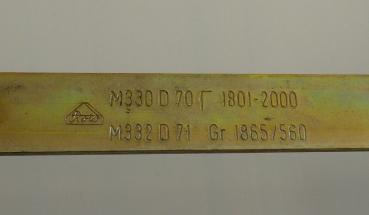 M330 D 70 Γ 1801-2000
M332 D 71 Gr. 1865/560